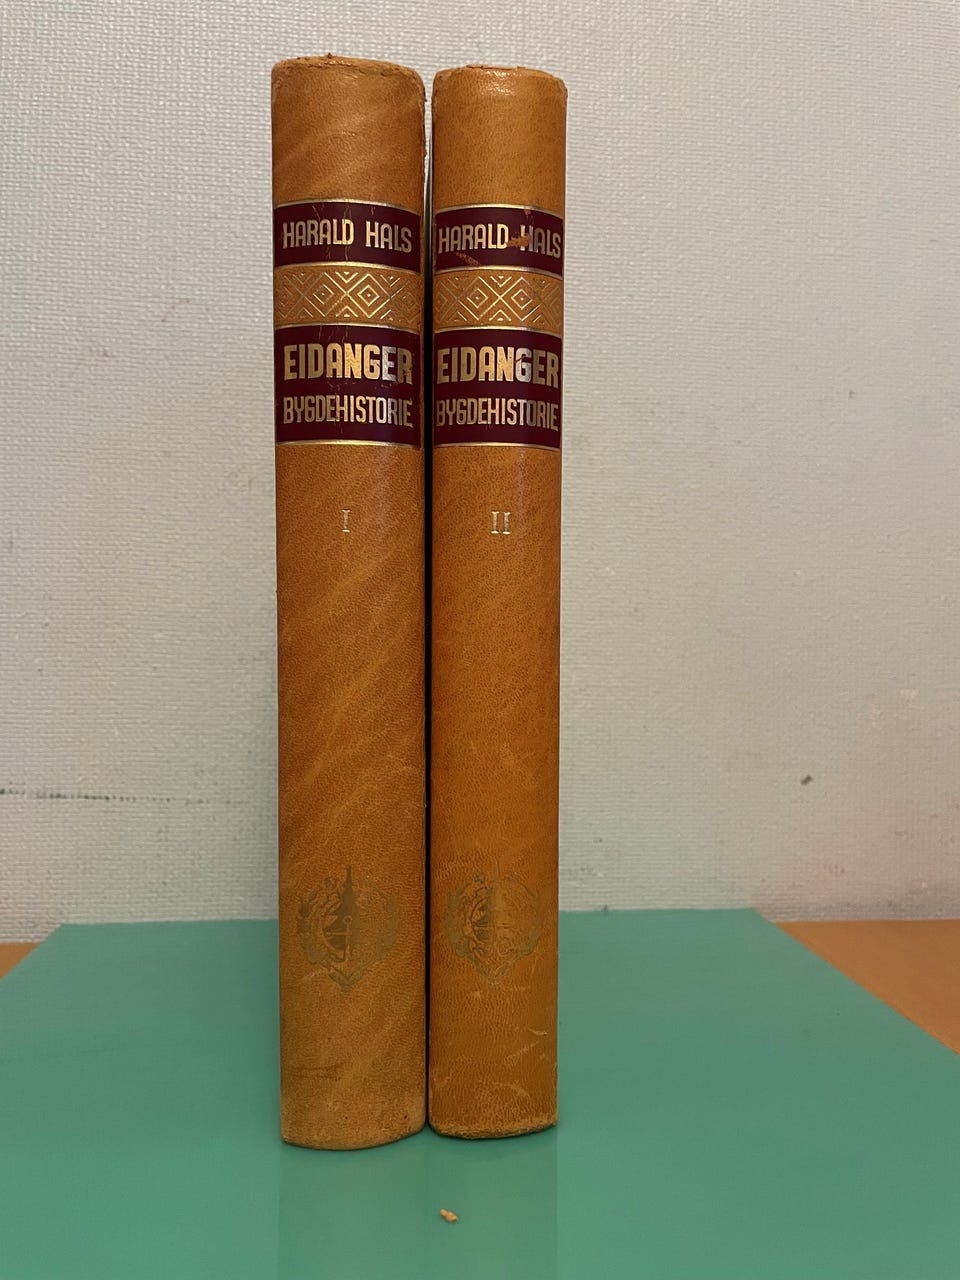 HARALD HALS
EIDANGER
BYGDEHISTORIE
I
HARALD HALS
EIDANGER
BYGDEHISTORIE
II